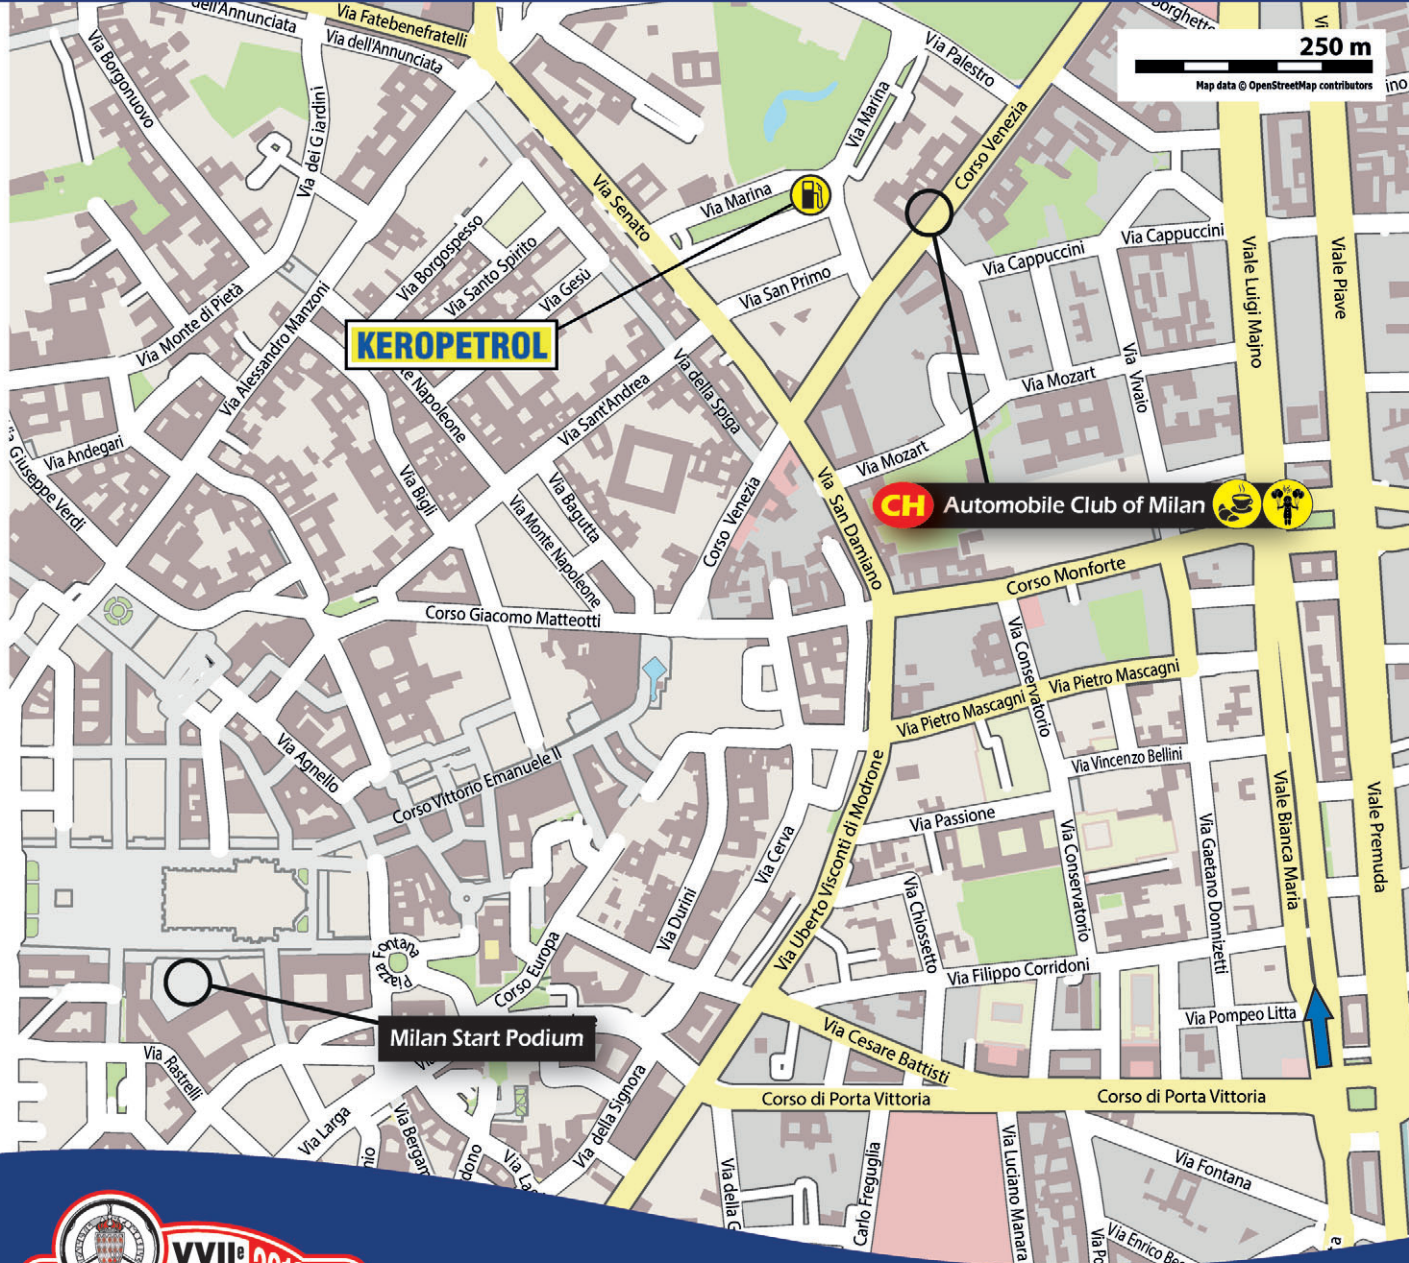 dell'Annunciata
Via Fatebenefratelli
Via dell'Annunciata
Via Borgonuovo
Via dei Giardini
Via Palestro
Borghetto
250 m
Map data © OpenStreetMap contributors
Via Marina
Corso Venezia
Via Senato
Via Marina
Via Borgospesso
Via Santo Spirito
Via Gesù
Via San Primo
Via Cappuccini
Via Cappuccini
Viale Luigi Majno
Viale Piave
Via Monte di Pietà
Via Alessandro Manzoni
KEROPETROL
Napoleone
Via della Spiga
Via Sant'Andrea
Via Mozart
Via Vivaio
Via Andegari
Giuseppe Verdi
Via Bigli
Via Bagutta
Via Monte Napoleone
Corso Venezia
Via San Damiano
Via Mozart
CH Automobile Club of Milan
Corso Monforte
Corso Giacomo Matteotti
Via Conservatorio
Via Pietro Mascagni
Via Pietro Mascagni
Via Agnello
Corso Vittorio Emanuele II
Via Vincenzo Bellini
Via Uberto Visconti di Modrone
Via Passione
Via Conservatorio
Via Gaetano Donnizetti
Viale Bianca Maria
Viale Premuda
Via Cerva
Via Durini
Via Chiossetto
Piazza Fontana
Corso Europa
Via Filippo Corridoni
Via Pompeo Litta
Milan Start Podium
Via Cesare Battisti
Via Rastrelli
Corso di Porta Vittoria
Corso di Porta Vittoria
Via Larga
Via della Signora
Via della
Carlo Freguglia
Via Luciano Manara
Via Fontana
Via Enrico
XVIIe